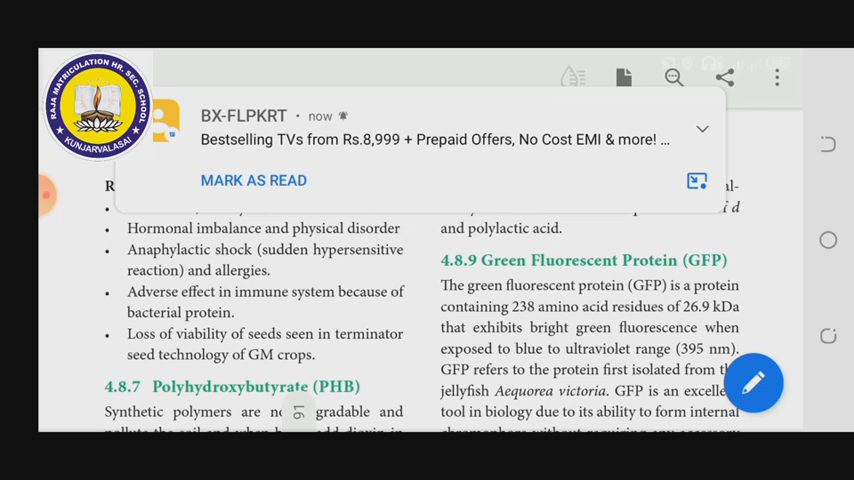 RAJA MATRICULATION HR. SEC. SCHOOL
KUNJARVALASAI
BX-FLPKRT • now
Bestselling TVs from Rs.8,999 + Prepaid Offers, No Cost EMI & more! ...
MARK AS READ
• Hormonal imbalance and physical disorder
• Anaphylactic shock (sudden hypersensitive
reaction) and allergies.
• Adverse effect in immune system because of
bacterial protein.
• Loss of viability of seeds seen in terminator
seed technology of GM crops.
4.8.7 Polyhydroxybutyrate (PHB)
Synthetic polymers are gradable and
91
and polylactic acid.
4.8.9 Green Fluorescent Protein (GFP)
The green fluorescent protein (GFP) is a protein
containing 238 amino acid residues of 26.9 kDa
that exhibits bright green fluorescence when
exposed to blue to ultraviolet range (395 nm).
GFP refers to the protein first isolated from
jellyfish Aequorea victoria. GFP is an
tool in biology due to its ability to form internal